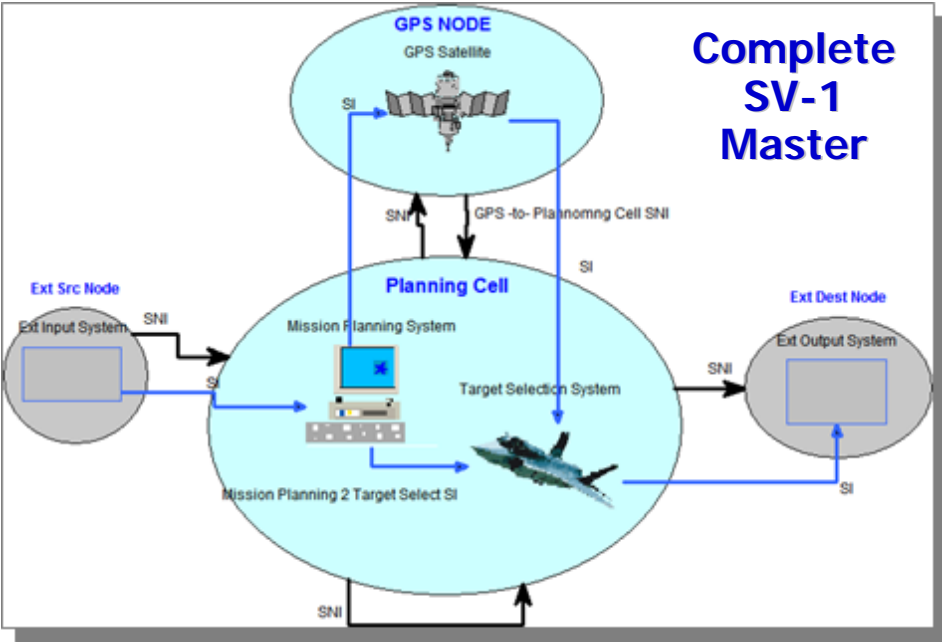 GPS NODE
GPS Satellite
Complete
SV-1
Master
SI
SNI
GPS -to- Plannomng Cell SNI
SI
Planning Cell
Ext Src Node
Ext Dest Node
Ext Input System
SNI
Mission Planning System
Ext Output System
SNI
SI
Target Selection System
Mission Planning 2 Target Select SI
SI
SNI